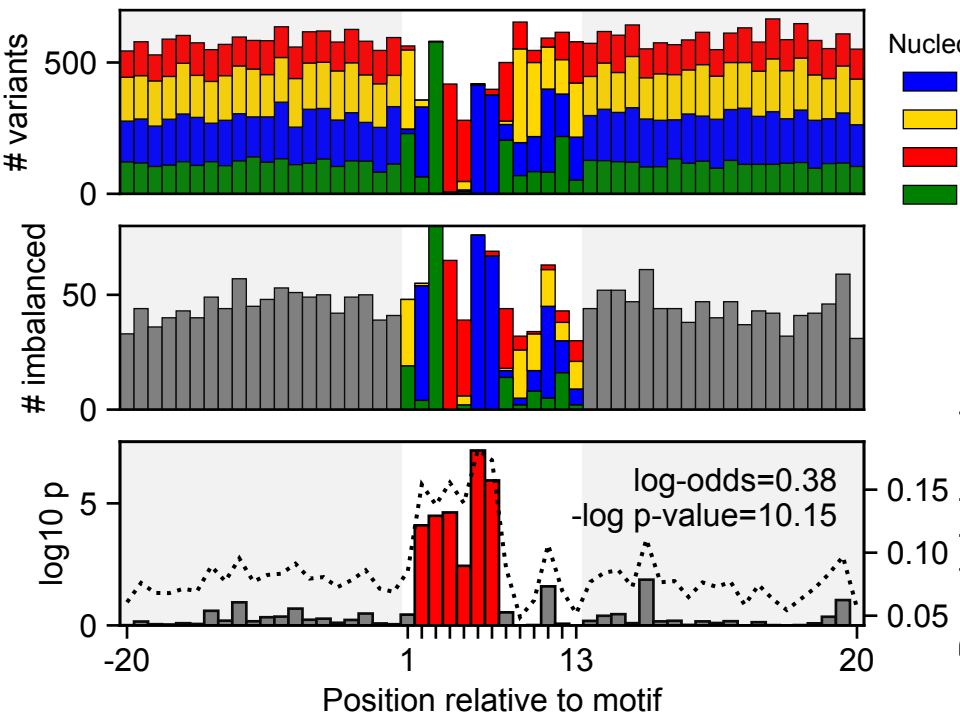 # variants
500
0
Nucleo
# imbalanced
50
0
log10 p
5
0
log-odds=0.38
-log p-value=10.15
0.15
0.10
0.05
-20
1
13
20
Position relative to motif